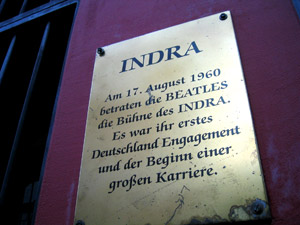 INDRA
Am 17. August 1960
betraten die BEATLES
die Bühne des INDRA.
Es war ihr erstes
Deutschland Engagement
und der Beginn einer
großen Karriere.